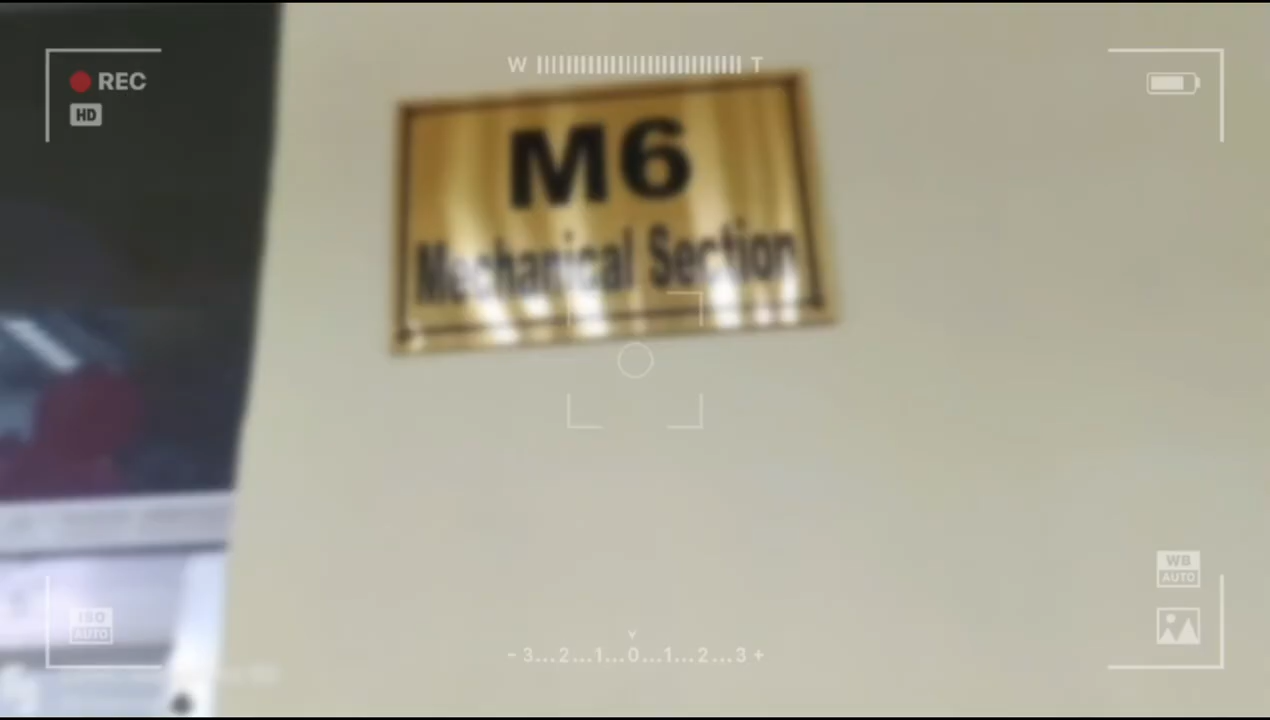 W T
REC
HD
M6
Mechanical Section
WB
AUTO
ISO
AUTO
- 3...2...1...0...1...2...3 +